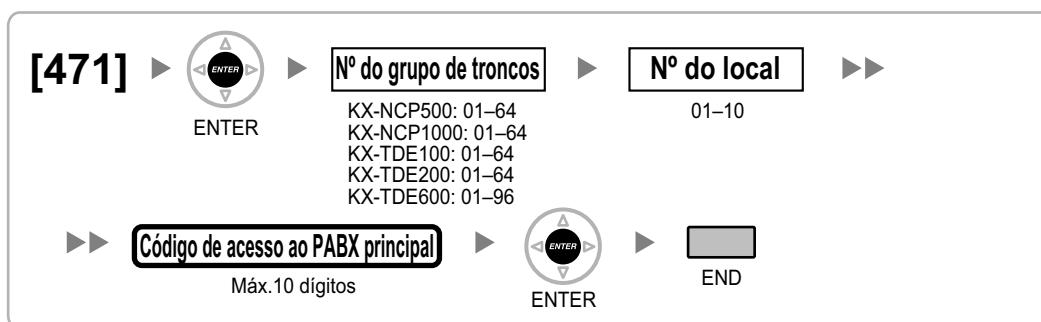 [471] ENTER Nº do grupo de troncos Nº do local
ENTER
KX-NCP500: 01–64
KX-NCP1000: 01–64
KX-TDE100: 01–64
KX-TDE200: 01–64
KX-TDE600: 01–96
01–10
Código de acesso ao PABX principal ENTER
Máx.10 dígitos
ENTER
END